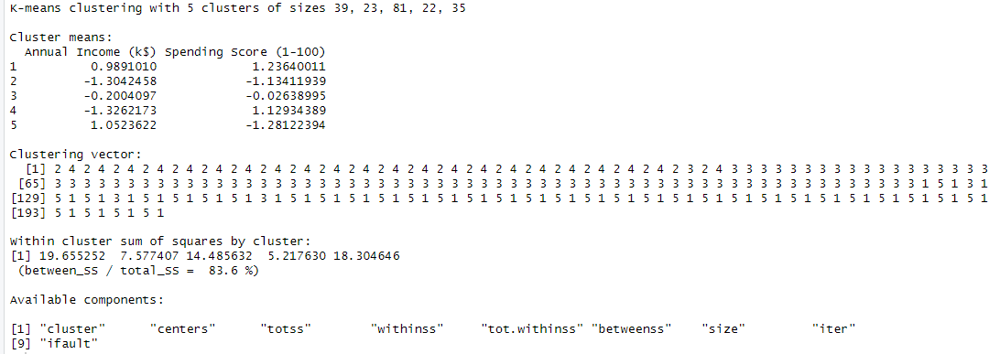 K-means clustering with 5 clusters of sizes 39, 23, 81, 22, 35
Cluster means:
Annual Income (k$) Spending Score (1-100)
1 0.9891010 1.23640011
2 -1.3042458 -1.13411939
3 -0.2004097 -0.02638995
4 -1.3262173 1.12934389
5 1.0523622 -1.28122394
Clustering vector:
[1] 2 4 2 4 2 4 2 4 2 4 2 4 2 4 2 4 2 4 2 4 2 4 2 4 2 4 2 4 2 4 2 4 2 4 2 4 2 4 2 4 2 4 2 3 2 4 3 3 3 3 3 3 3 3 3 3 3 3 3 3 3 3 3 3
[65] 3 3 3 3 3 3 3 3 3 3 3 3 3 3 3 3 3 3 3 3 3 3 3 3 3 3 3 3 3 3 3 3 3 3 3 3 3 3 3 3 3 3 3 3 3 3 3 3 3 3 3 3 3 3 3 1 5 1 3 1
[129] 5 1 5 1 3 1 5 1 5 1 5 1 5 1 3 1 5 1 5 1 5 1 5 1 5 1 5 1 5 1 5 1 5 1 5 1 5 1 5 1 5 1 5 1 5 1 5 1 5 1 5 1 5 1 5 1 5 1 5 1 5 1 5 1
[193] 5 1 5 1 5 1 5 1
Within cluster sum of squares by cluster:
[1] 19.655252 7.577407 14.485632 5.217630 18.304646
(between_SS / total_SS = 83.6 %)
Available components:
[1] "cluster" "centers" "totss" "withinss" "tot.withinss" "betweenss" "size" "iter"
[9] "ifault"